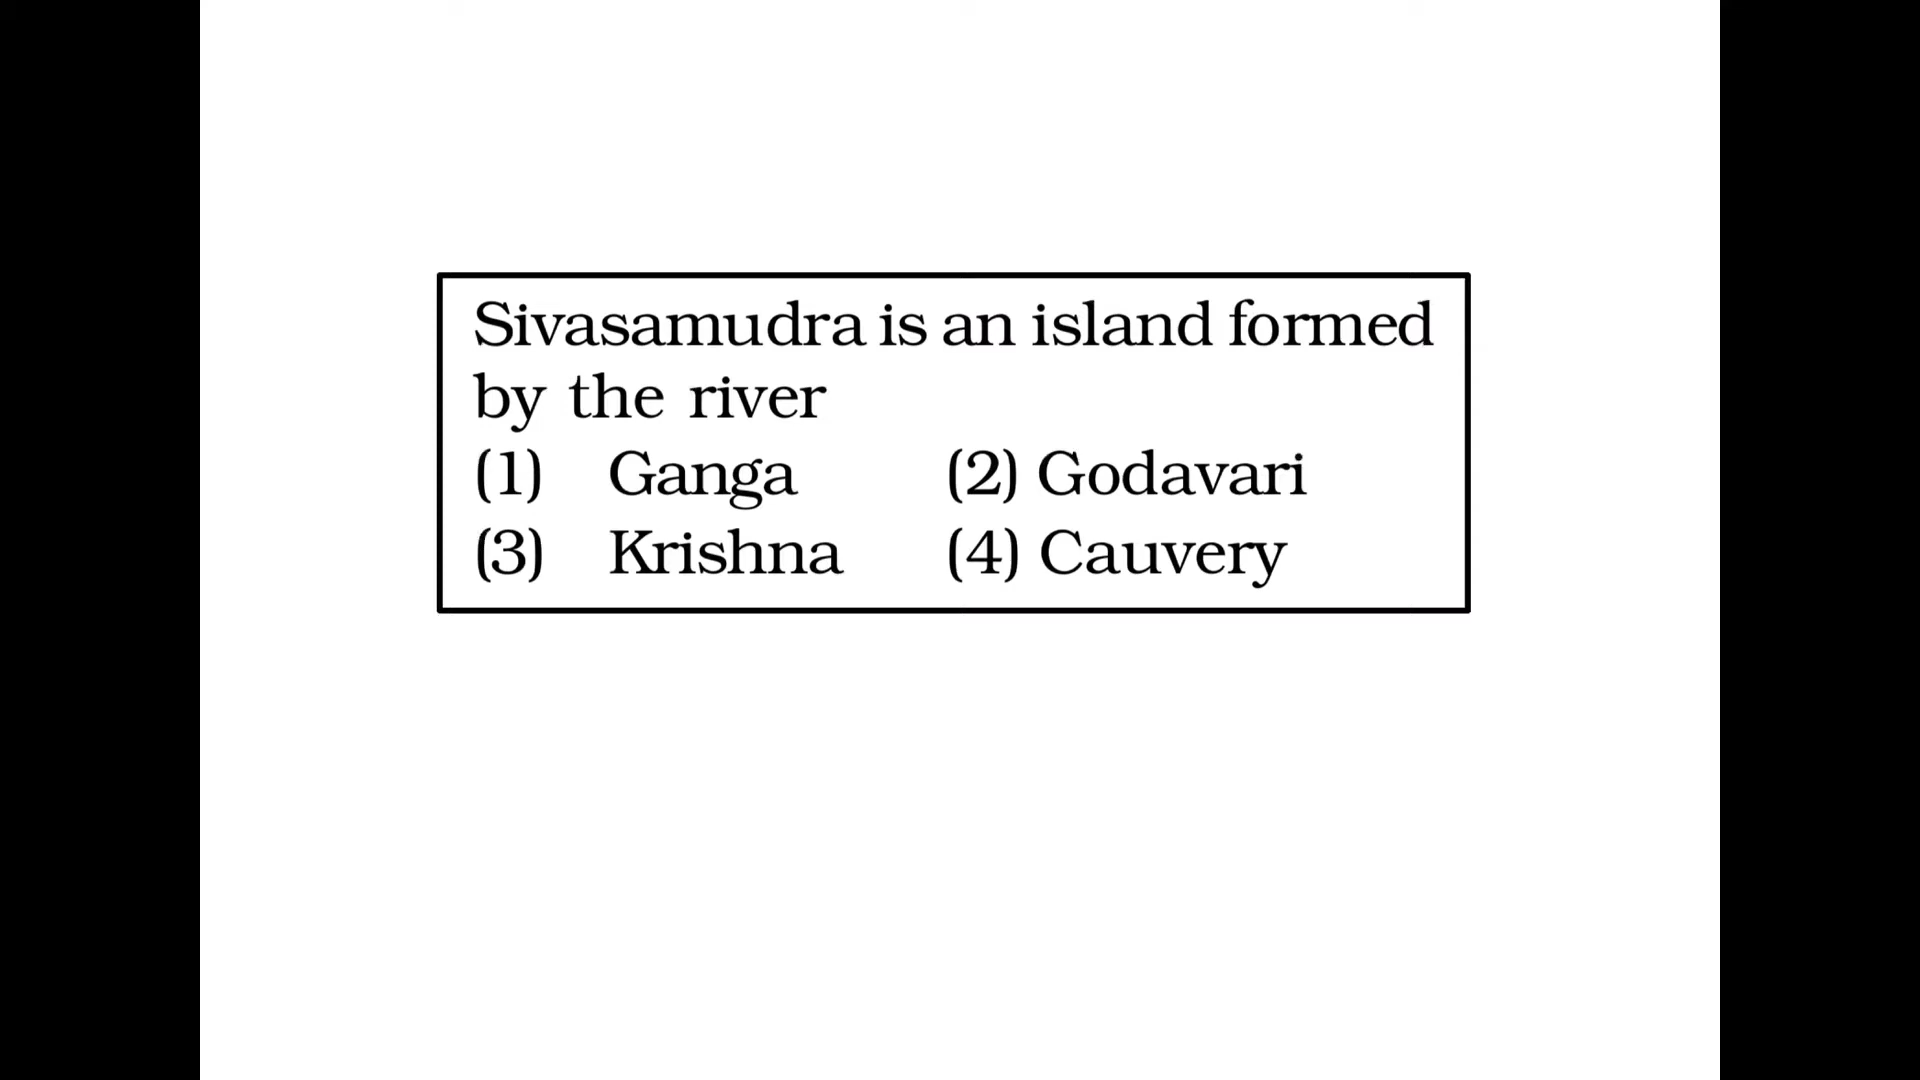 Sivasamudra is an island formed
by the river
(1) Ganga (2) Godavari
(3) Krishna (4) Cauvery